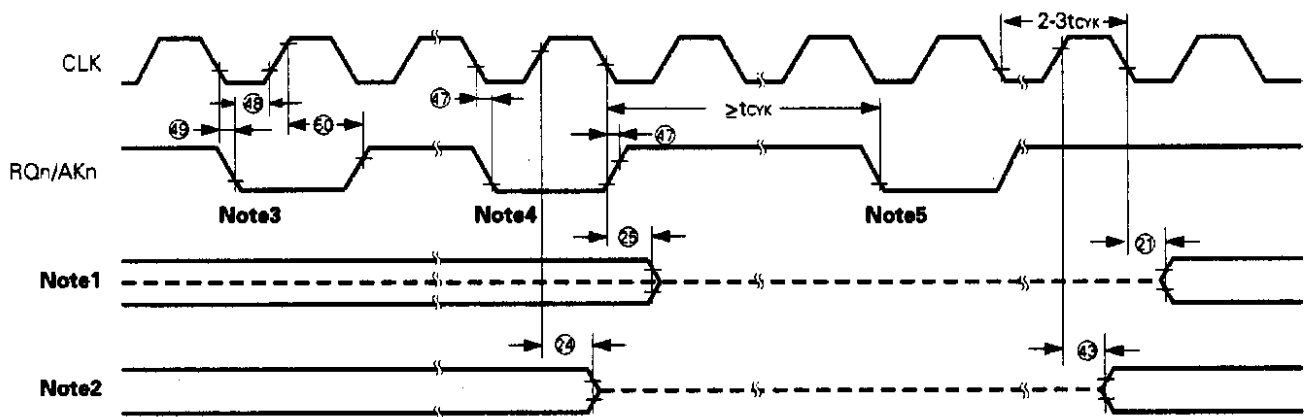 2-3tCYK
CLK
48
47
≥tCYK
49
50
47
RQn/AKn
Note3
Note4
Note5
25
21
Note1
24
43
Note2